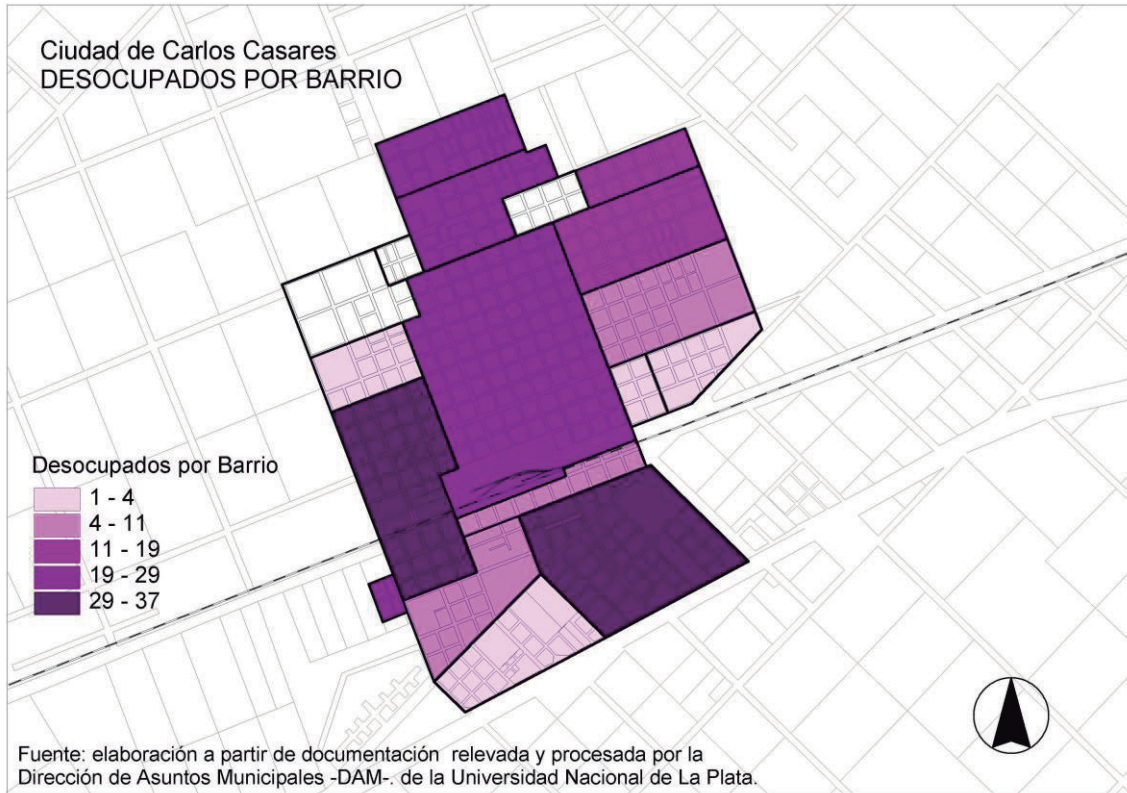 Ciudad de Carlos Casares
DESOCUPADOS POR BARRIO
Desocupados por Barrio
1 - 4
4 - 11
11 - 19
19 - 29
29 - 37
Fuente: elaboración a partir de documentación relevada y procesada por la
Dirección de Asuntos Municipales -DAM-. de la Universidad Nacional de La Plata.